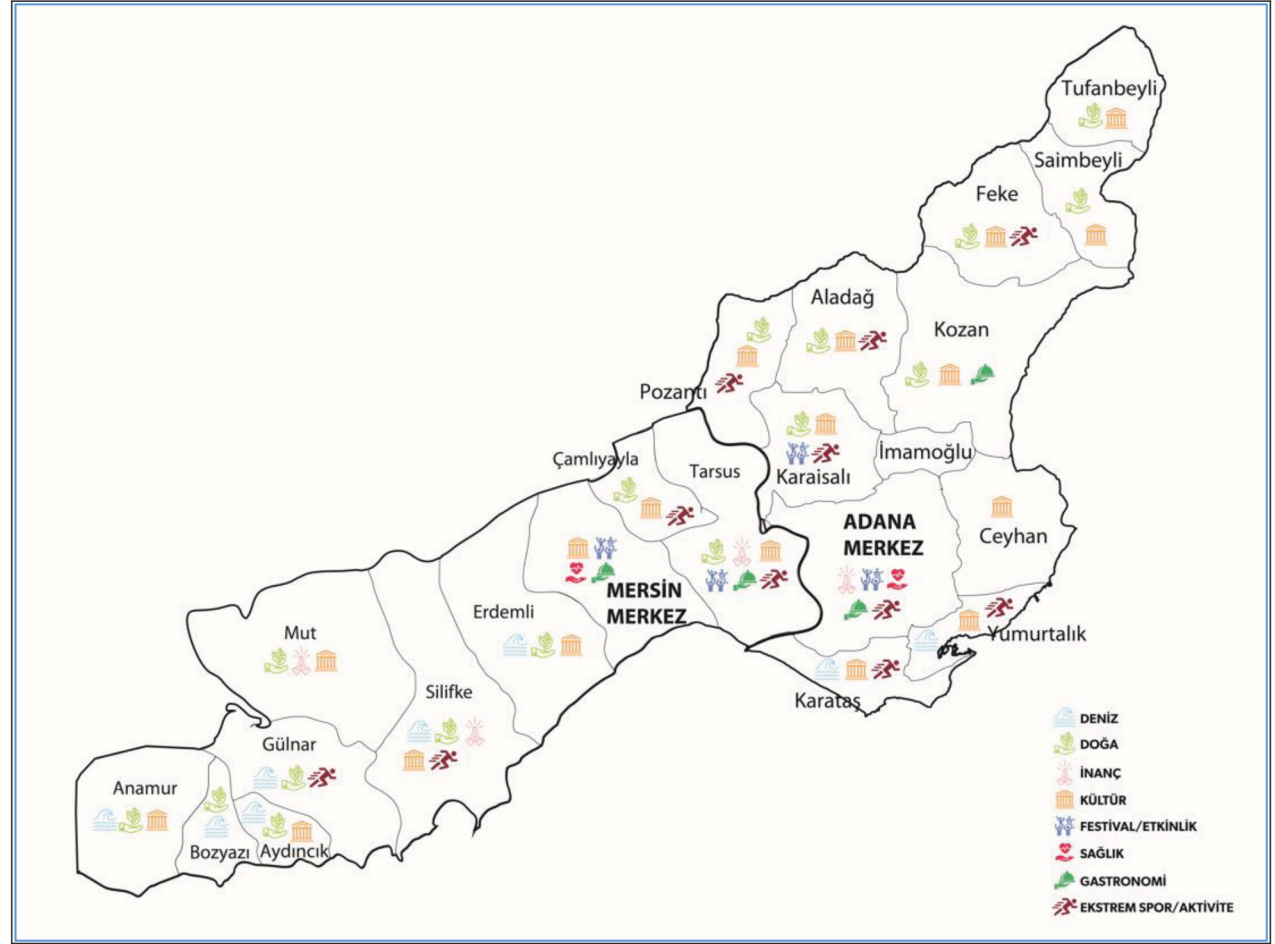 Tufanbeyli
Saimbeyli
Feke
Aladağ
Kozan
Pozantı
Çamlıyayla
Tarsus
Karaisalı
İmamoğlu
ADANA
MERKEZ
Ceyhan
MERSİN
MERKEZ
Erdemli
Mut
Yumurtalık
Silifke
Karataş
Gülnar
Anamur
Bozyazı
Aydıncık
DENİZ
DOĞA
İNANÇ
KÜLTÜR
FESTİVAL/ETKİNLİK
SAĞLIK
GASTRONOMİ
EKSTREM SPOR/AKTİVİTE